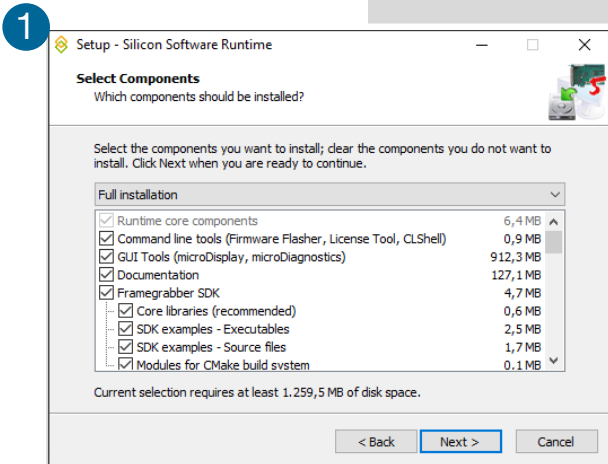 1
Setup - Silicon Software Runtime
Select Components
Which components should be installed?
Select the components you want to install; clear the components you do not want to
install. Click Next when you are ready to continue.
Full installation
Runtime core components 6,4 MB
Command line tools (Firmware Flasher, License Tool, CLShell) 0,9 MB
GUI Tools (microDisplay, microDiagnostics) 912,3 MB
Documentation 127,1 MB
Framegrabber SDK 4,7 MB
Core libraries (recommended) 0,6 MB
SDK examples - Executables 2,5 MB
SDK examples - Source files 1,7 MB
Modules for CMake build system 0.1 MB
Current selection requires at least 1.259,5 MB of disk space.
< Back Next > Cancel